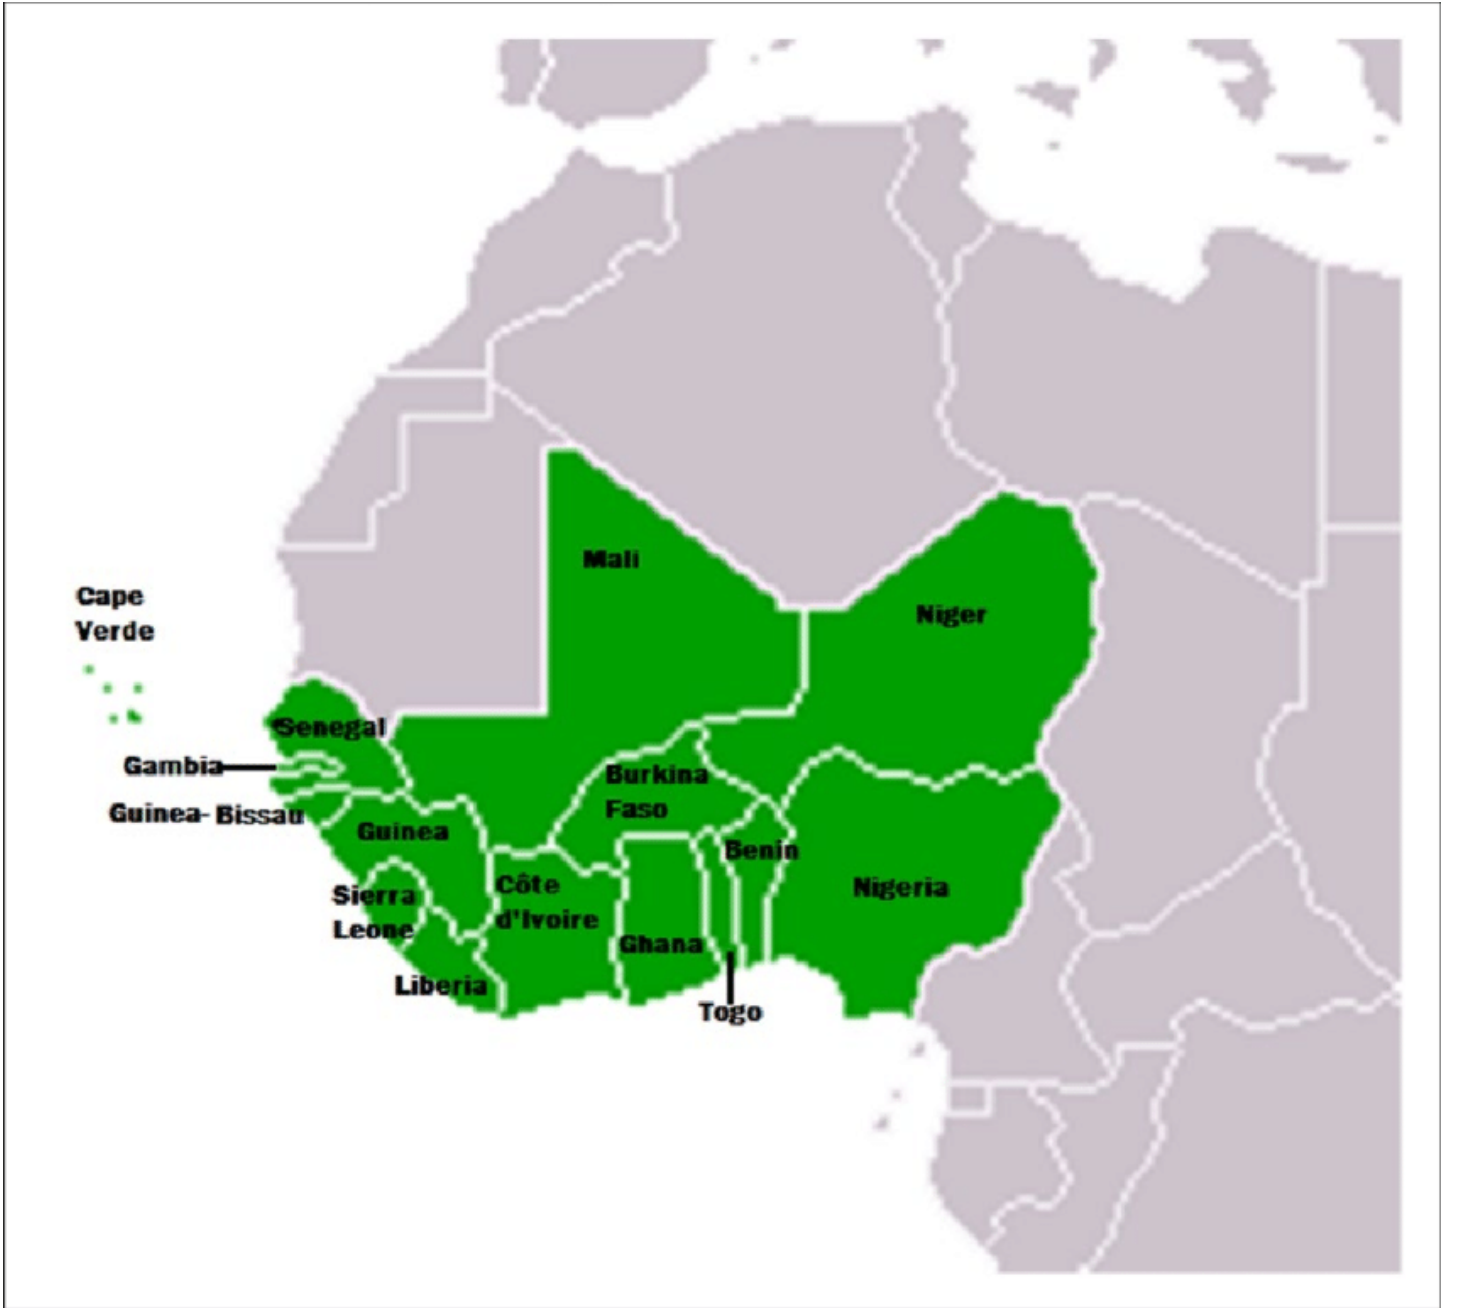 Mali
Cape
Verde
Niger
Senegal
Gambia
Burkina
Faso
Guinea-Bissau
Guinea
Benin
Sierra
Leone
Côte
d'Ivoire
Nigeria
Ghana
Liberia
Togo